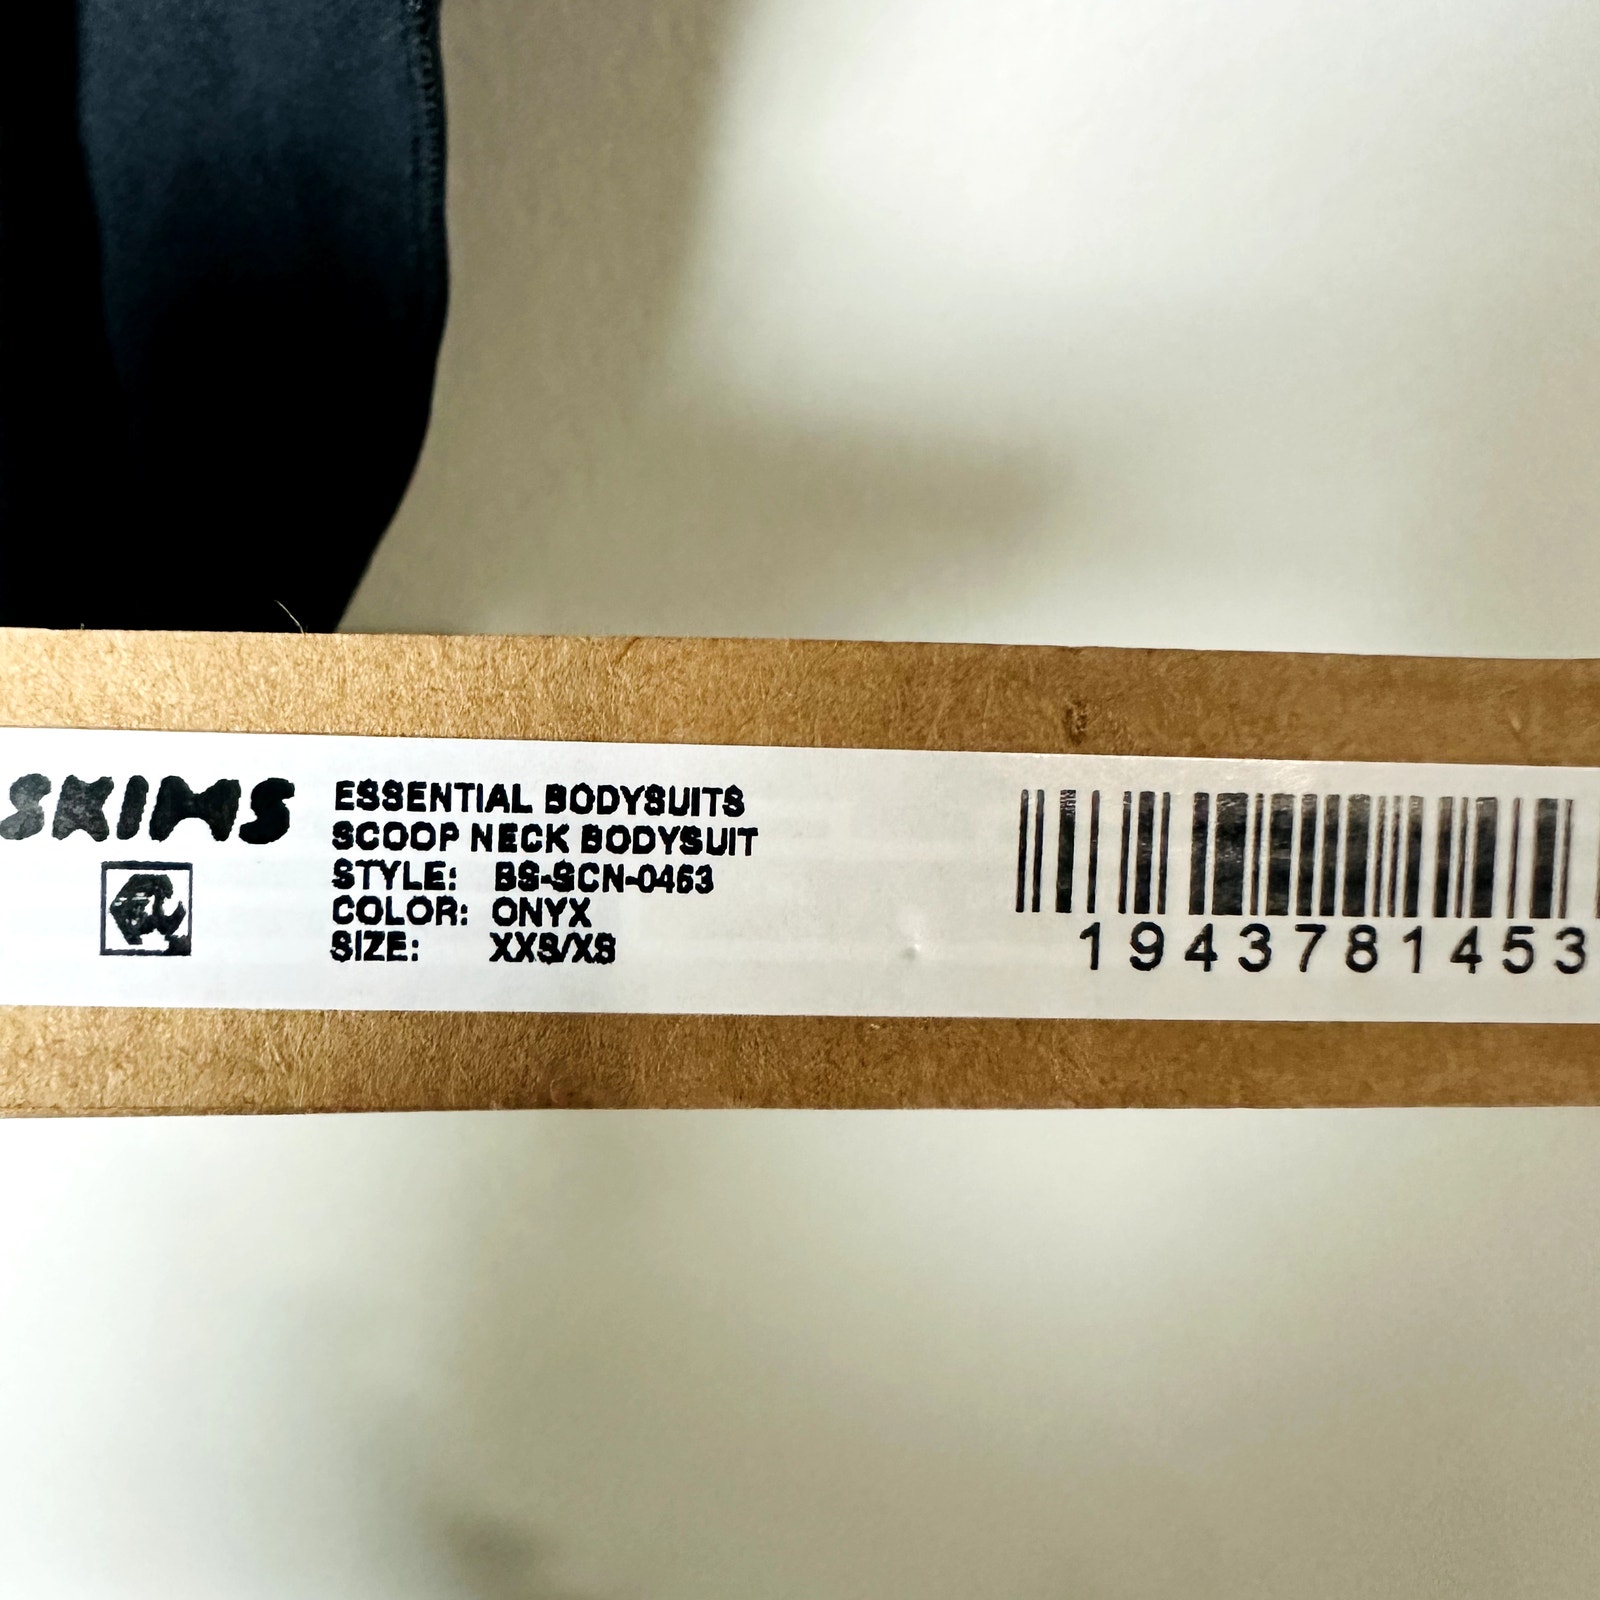 SKIMS
ESSENTIAL BODYSUITS
SCOOP NECK BODYSUIT
STYLE: BS-SCN-0463
COLOR: ONYX
SIZE: XXS/XS
1943781453